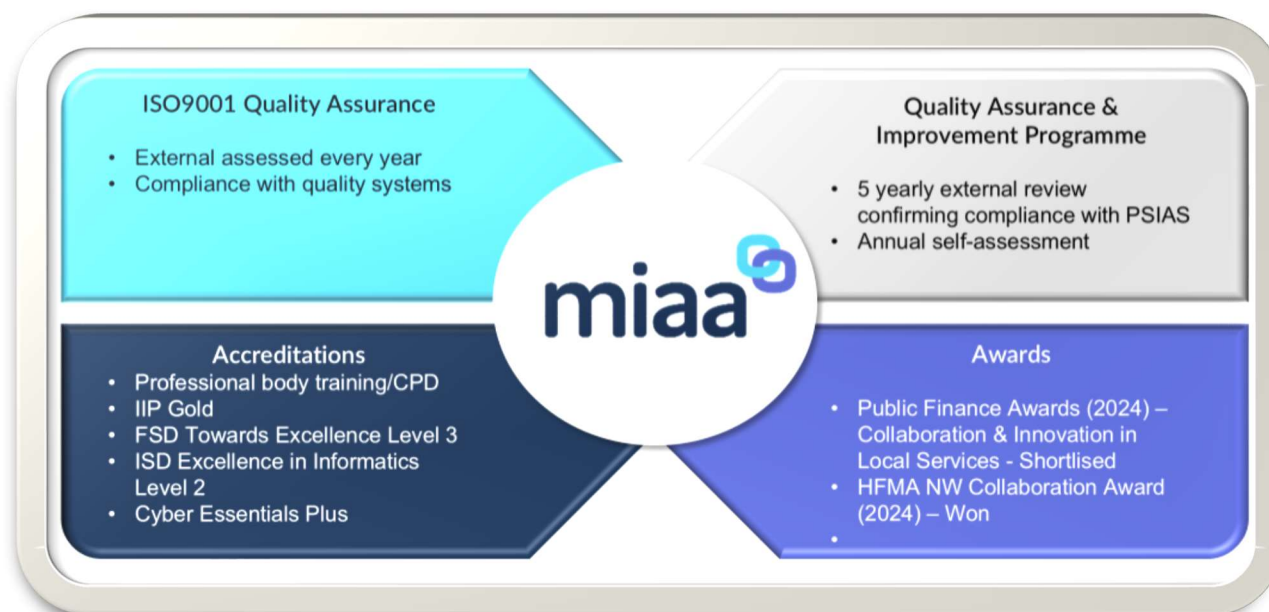 ISO9001 Quality Assurance
• External assessed every year
• Compliance with quality systems
Quality Assurance &
Improvement Programme
• 5 yearly external review
confirming compliance with PSIAS
• Annual self-assessment
miaa
Accreditations
• Professional body training/CPD
• IIP Gold
• FSD Towards Excellence Level 3
• ISD Excellence in Informatics
Level 2
• Cyber Essentials Plus
Awards
• Public Finance Awards (2024) –
Collaboration & Innovation in
Local Services - Shortlised
• HFMA NW Collaboration Award
(2024) – Won
•